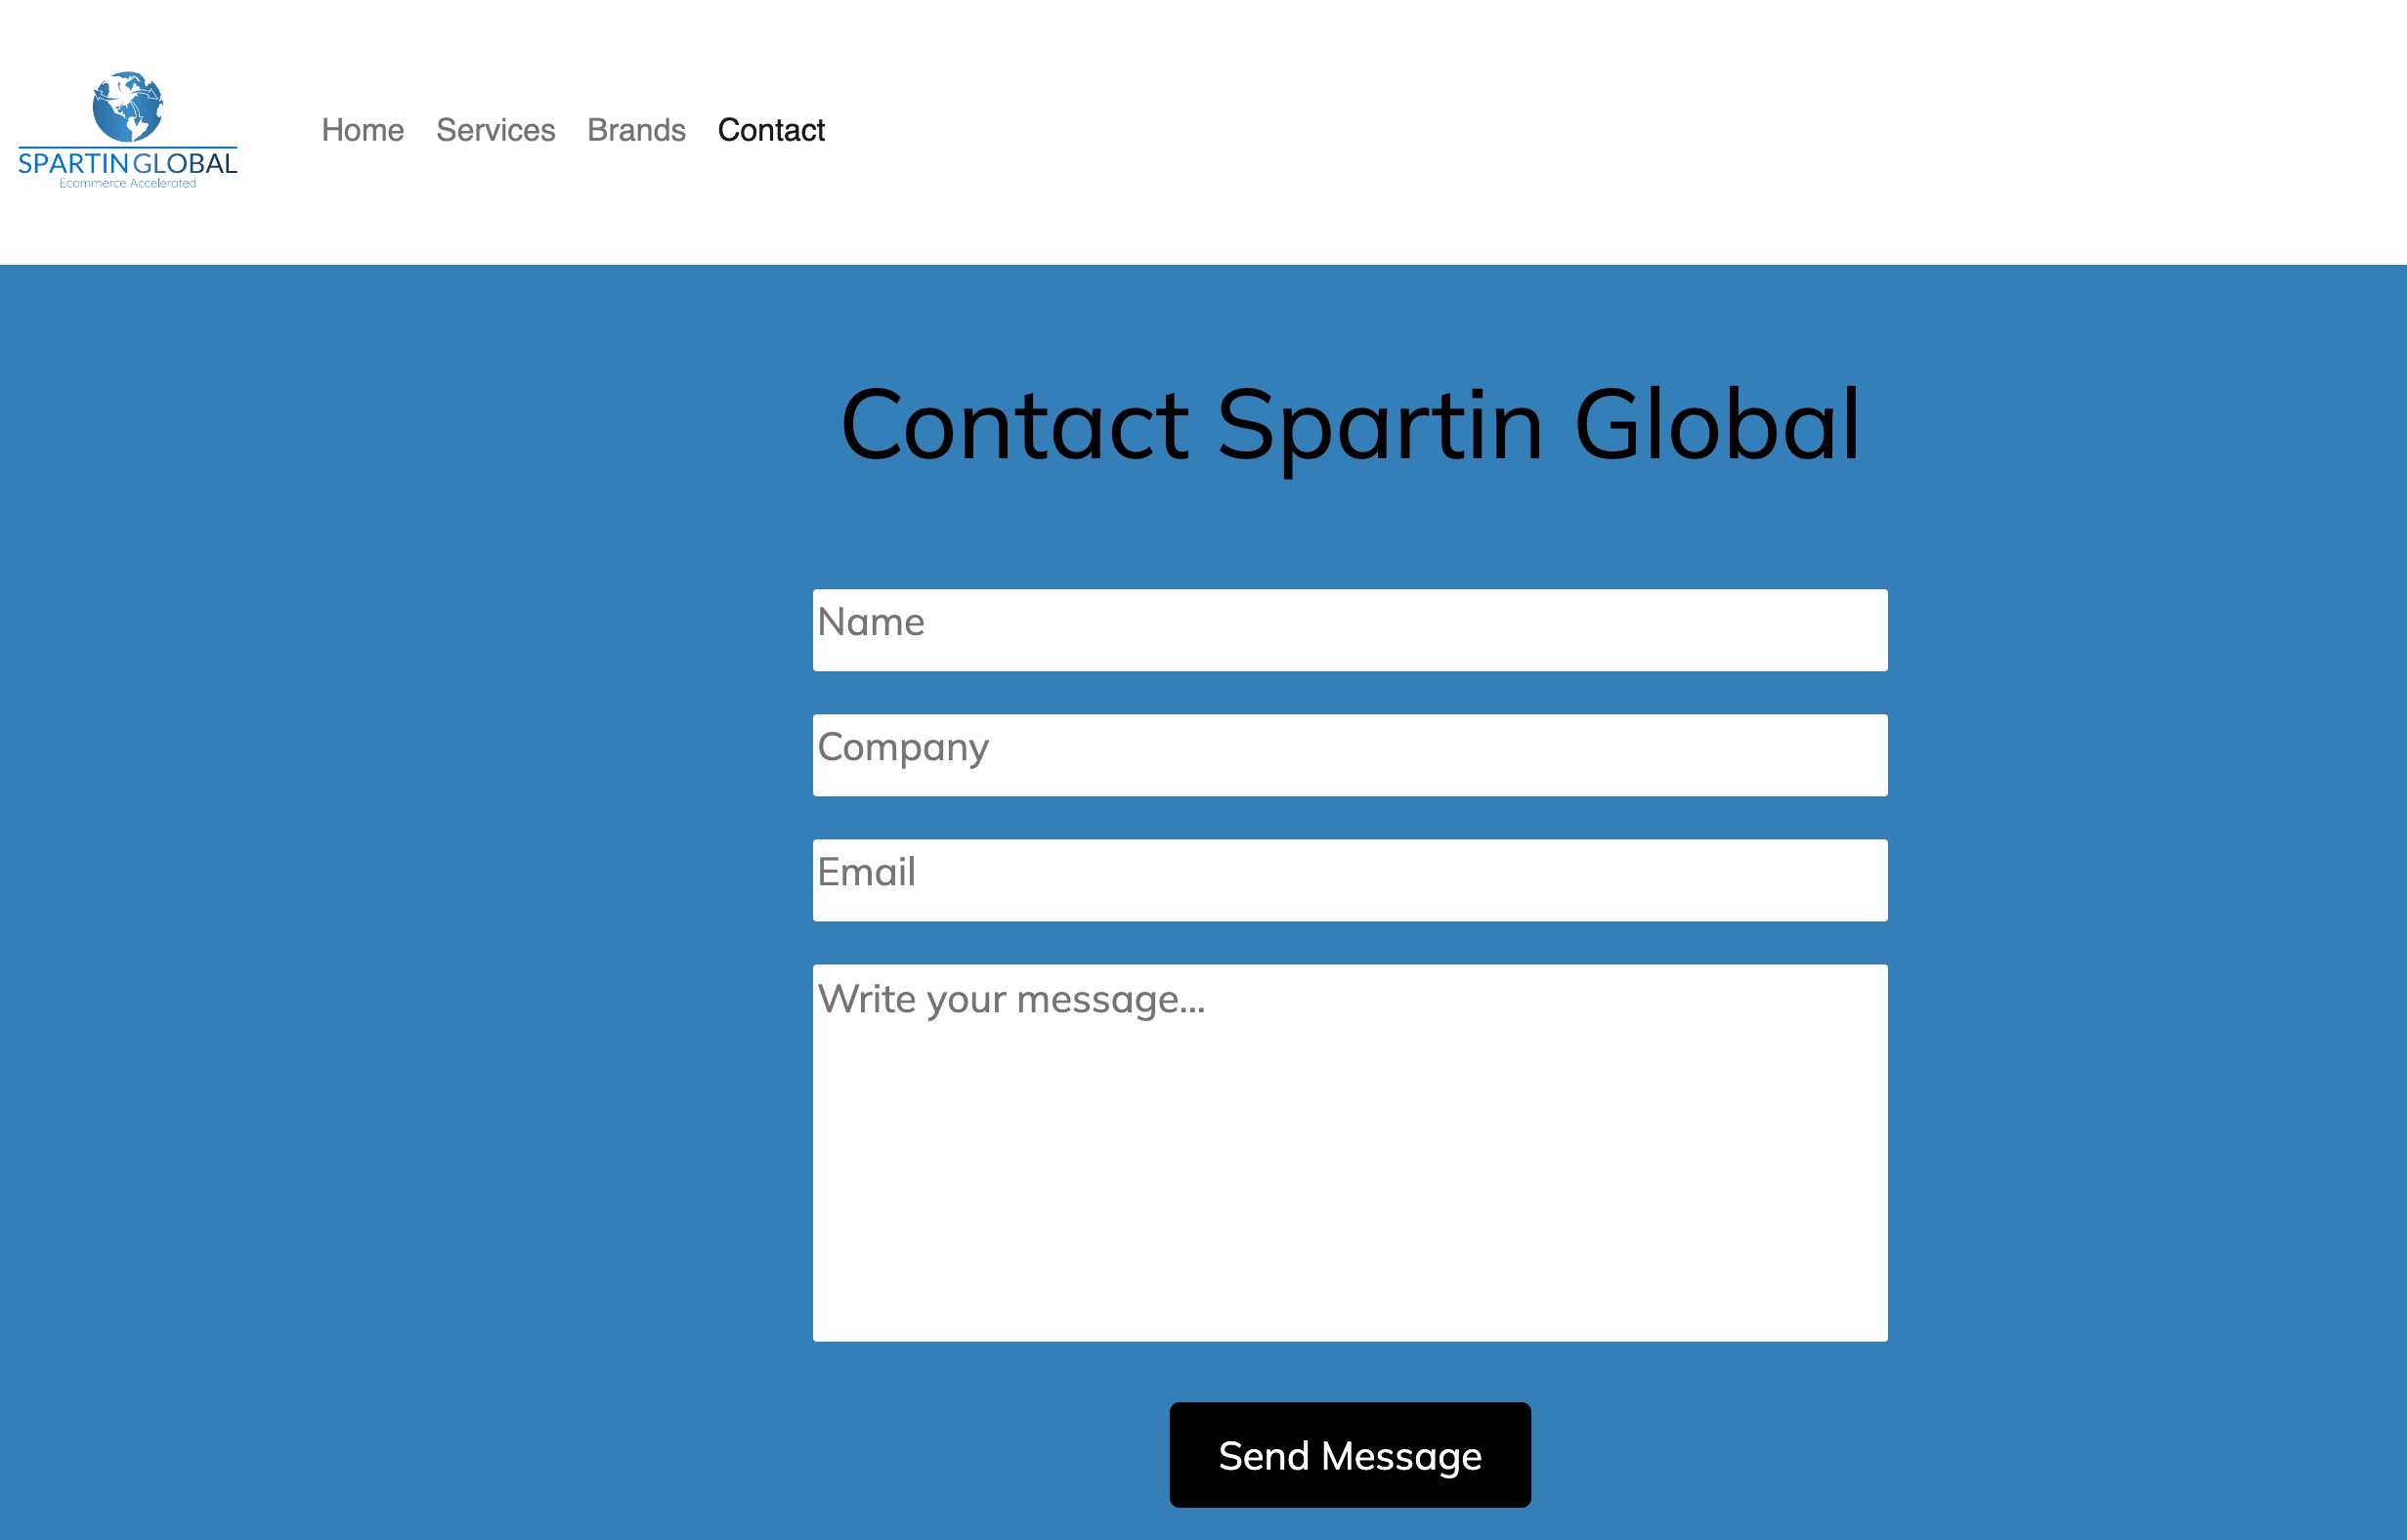 SPARTIN GLOBAL
Ecommerce Accelerated
Home Services Brands Contact
Contact Spartin Global
Name
Company
Email
Write your message...
Send Message